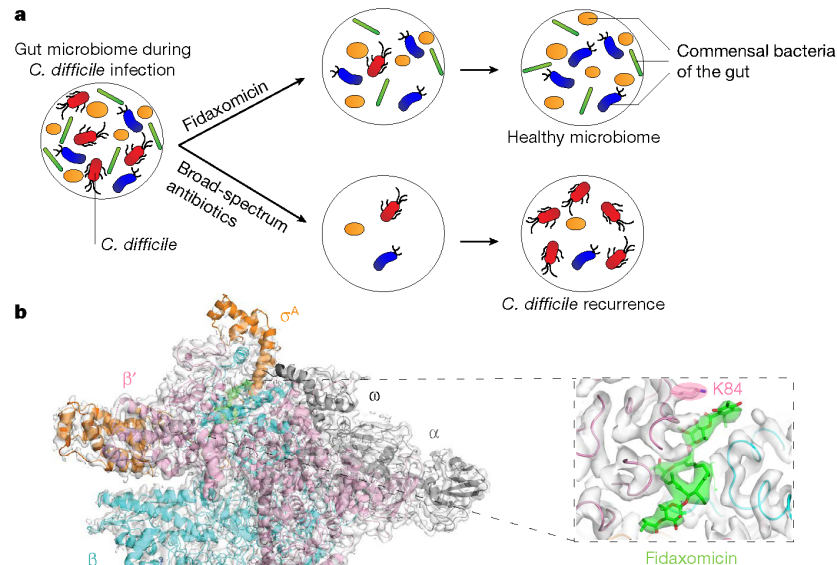 a
Gut microbiome during
C. difficile infection
Fidaxomicin
Broad-spectrum
antibiotics
C. difficile
Commensal bacteria
of the gut
Healthy microbiome
C. difficile recurrence
b
σA
β′
ω
α
β
K84
Fidaxomicin